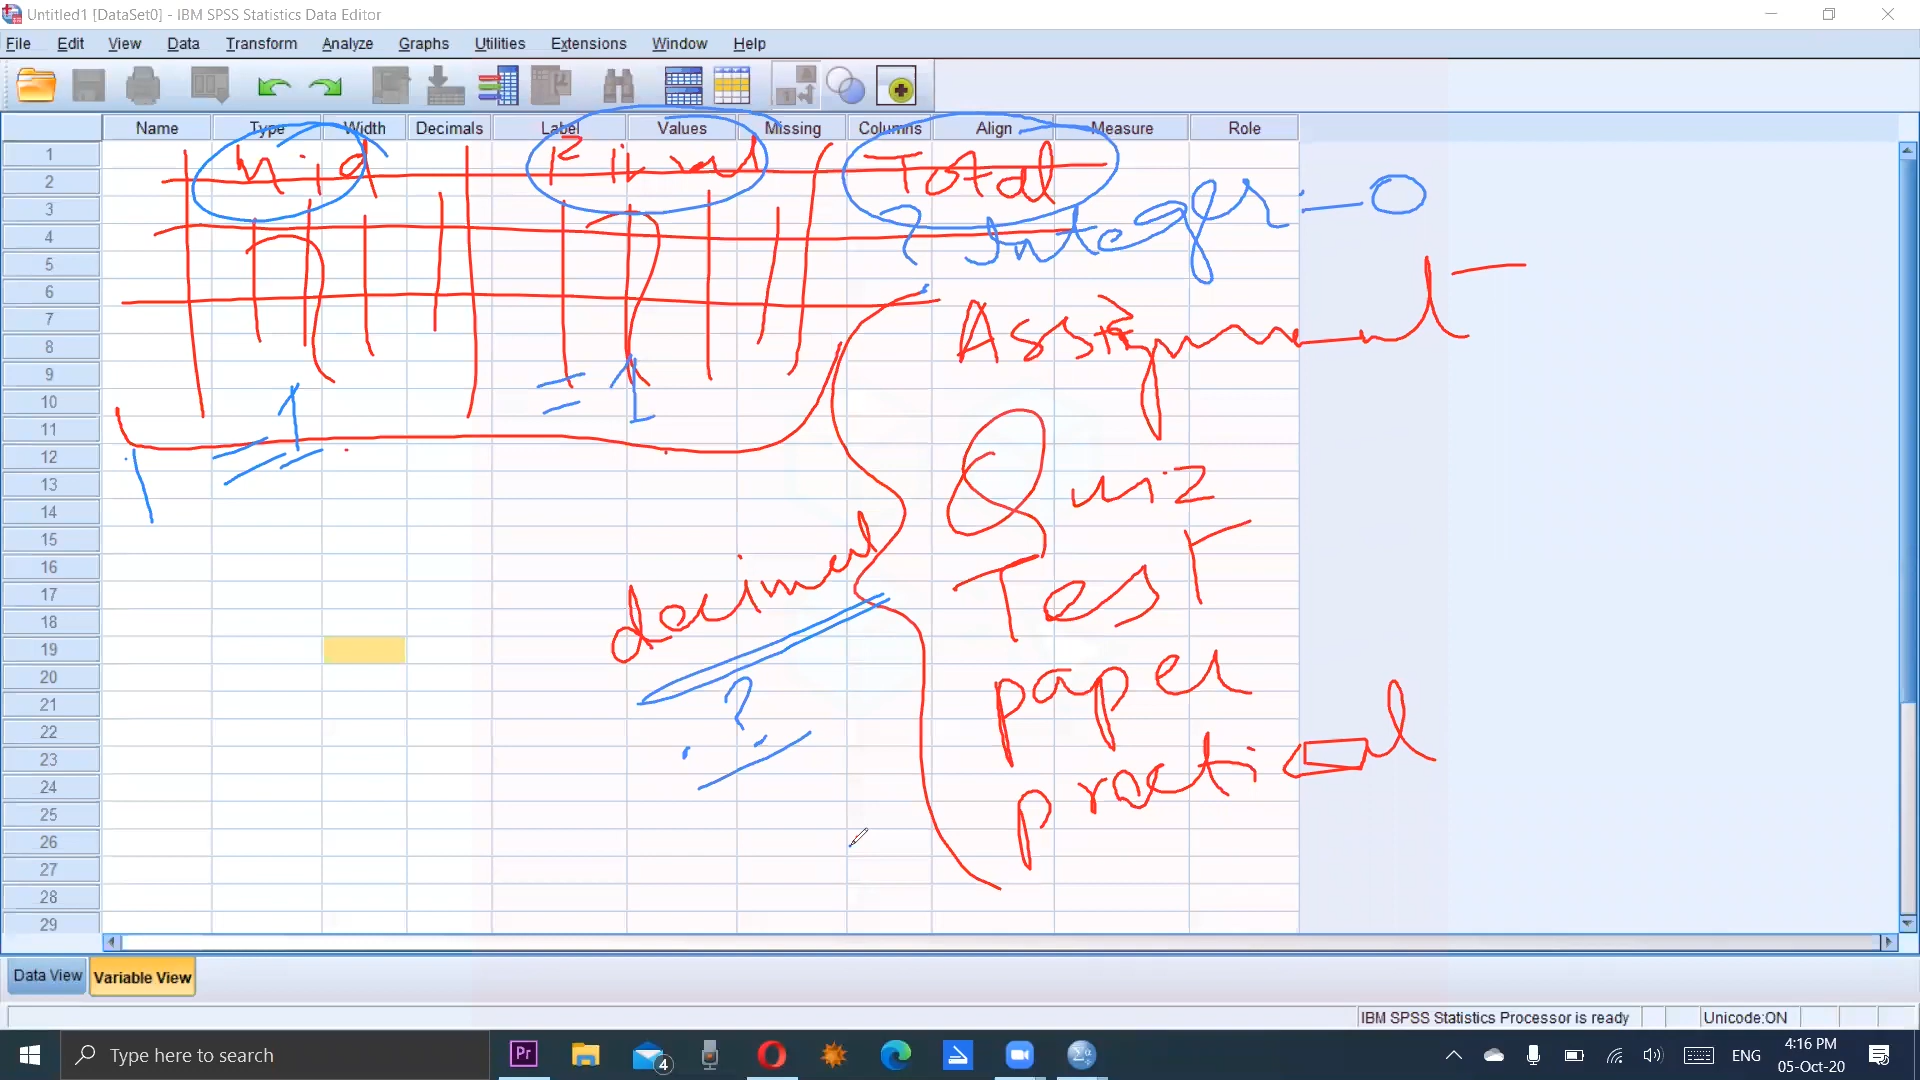 Untitled1 [DataSet0] - IBM SPSS Statistics Data Editor
File Edit View Data Transform Analyze Graphs Utilities Extensions Window Help
Name Type Width Decimals Label Values Missing Columns Align Measure Role
1
2
3
4
5
6
7
8
9
10
11
12
13
14
15
16
17
18
19
20
21
22
23
24
25
26
27
28
29
Mid Final Total
? Integer - 0
Assignment
= 1
= 1
Quiz
decimal
Test
paper
?
practical
Data View Variable View
IBM SPSS Statistics Processor is ready Unicode:ON
Pr
4
Type here to search
ENG
4:16 PM
05-Oct-20